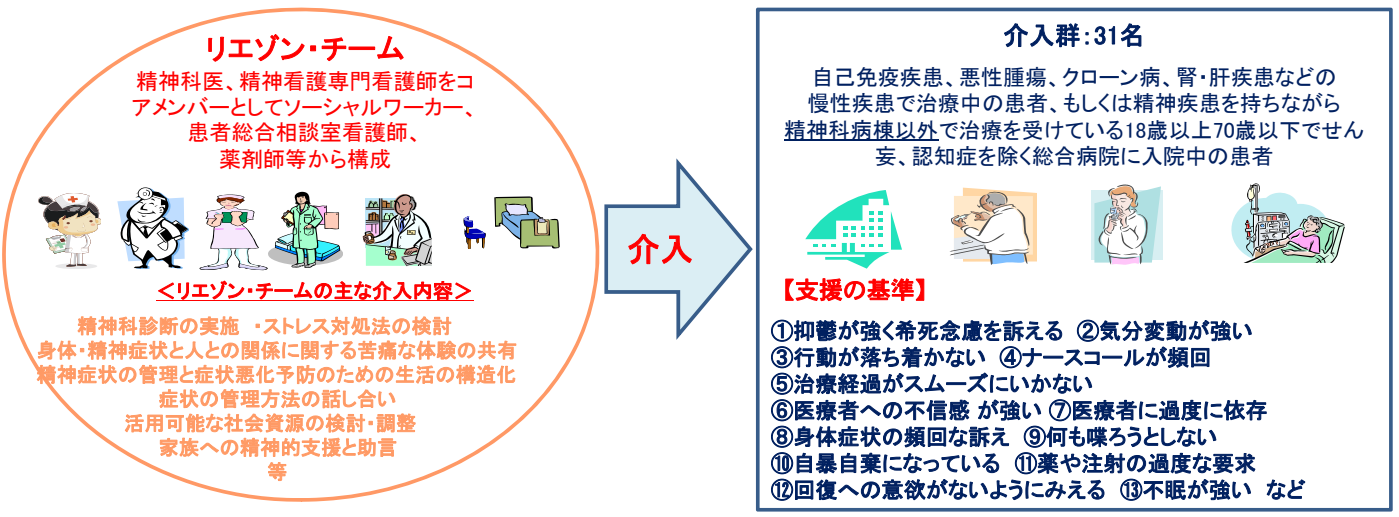 リエゾン・チーム
精神科医、精神看護専門看護師をコ
アメンバーとしてソーシャルワーカー、
患者総合相談室看護師、
薬剤師等から構成
＜リエゾン・チームの主な介入内容＞
精神科診断の実施　・ストレス対処法の検討
身体・精神症状と人との関係に関する苦痛な体験の共有
精神症状の管理と症状悪化予防のための生活の構造化
症状の管理方法の話し合い
活用可能な社会資源の検討・調整
家族への精神的支援と助言
等
介入
介入群：31名
自己免疫疾患、悪性腫瘍、クローン病、腎・肝疾患などの
慢性疾患で治療中の患者、もしくは精神疾患を持ちながら
精神科病棟以外で治療を受けている18歳以上70歳以下でせん
妄、認知症を除く総合病院に入院中の患者
【支援の基準】
①抑鬱が強く希死念慮を訴える　②気分変動が強い
③行動が落ち着かない　④ナースコールが頻回
⑤治療経過がスムーズにいかない
⑥医療者への不信感 が強い ⑦医療者に過度に依存
⑧身体症状の頻回な訴え　⑨何も喋ろうとしない
⑩自暴自棄になっている　⑪薬や注射の過度な要求
⑫回復への意欲がないようにみえる　⑬不眠が強い　など